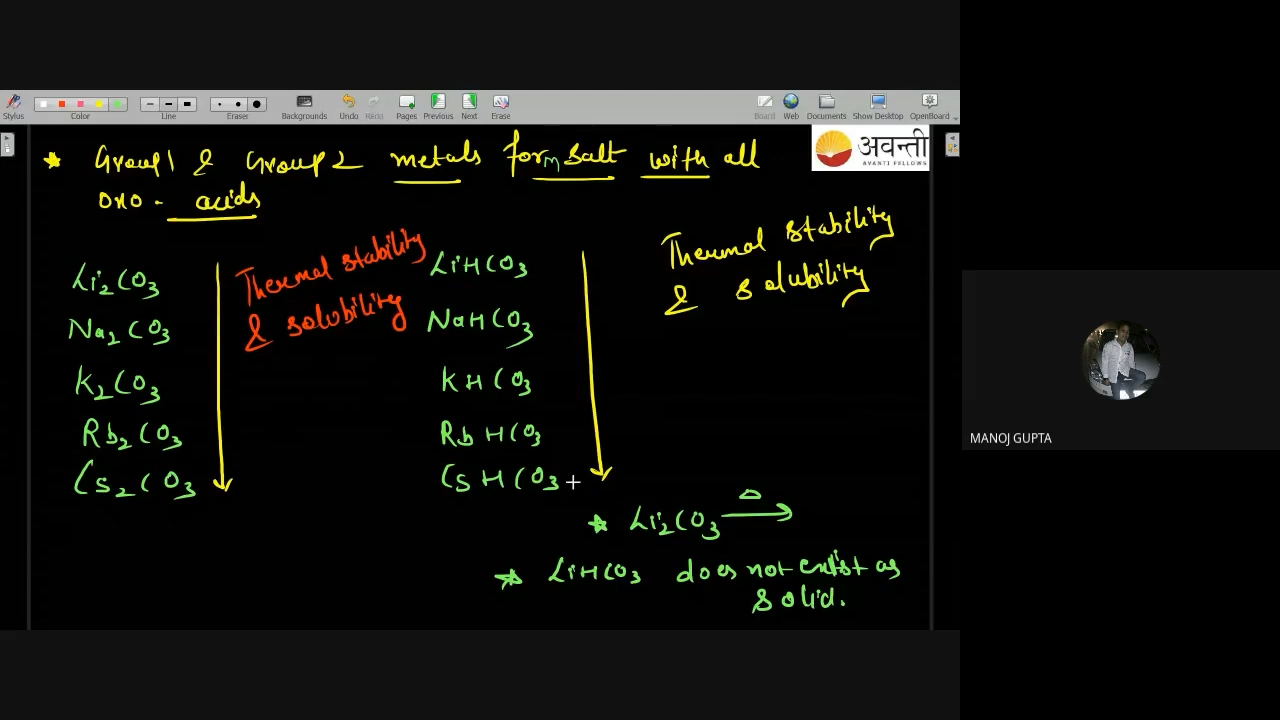 Stylus
Color
Line
Eraser
Backgrounds
Undo
Redo
Pages
Previous
Next
Erase
Board
Web
Documents
Show Desktop
OpenBoard
अवन्ती
AVANTI FELLOWS
* Group 1 & Group 2 metals form salt with all
oxo - acids
Li₂CO₃
Na₂CO₃
K₂CO₃
Rb₂CO₃
Cs₂CO₃
Thermal stability
& solubility
LiHCO₃
NaHCO₃
KHCO₃
RbHCO₃
CsHCO₃
Thermal stability
& solubility
* Li₂CO₃ Δ →
* LiHCO₃ does not exist as
solid.
MANOJ GUPTA